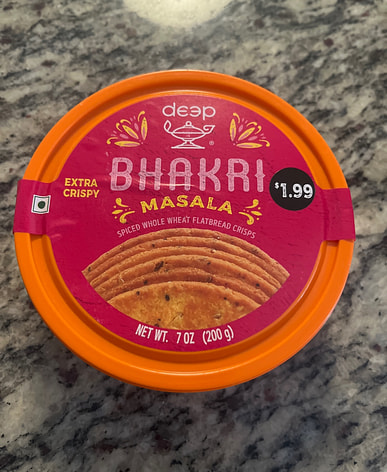 deep
®
BHAKRI
EXTRA
CRISPY
$1.99
MASALA
SPICED WHOLE WHEAT FLATBREAD CRISPS
NET WT. 7 OZ (200 g)